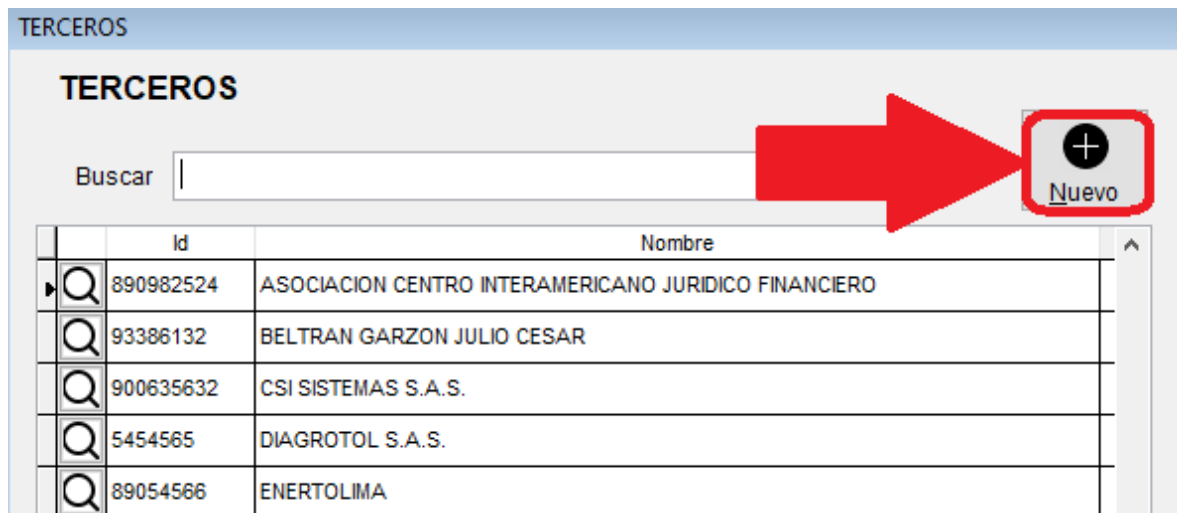 TERCEROS
TERCEROS
Buscar
Nuevo
Id Nombre
890982524 ASOCIACION CENTRO INTERAMERICANO JURIDICO FINANCIERO
93386132 BELTRAN GARZON JULIO CESAR
900635632 CSI SISTEMAS S.A.S.
5454565 DIAGROTOL S.A.S.
89054566 ENERTOLIMA